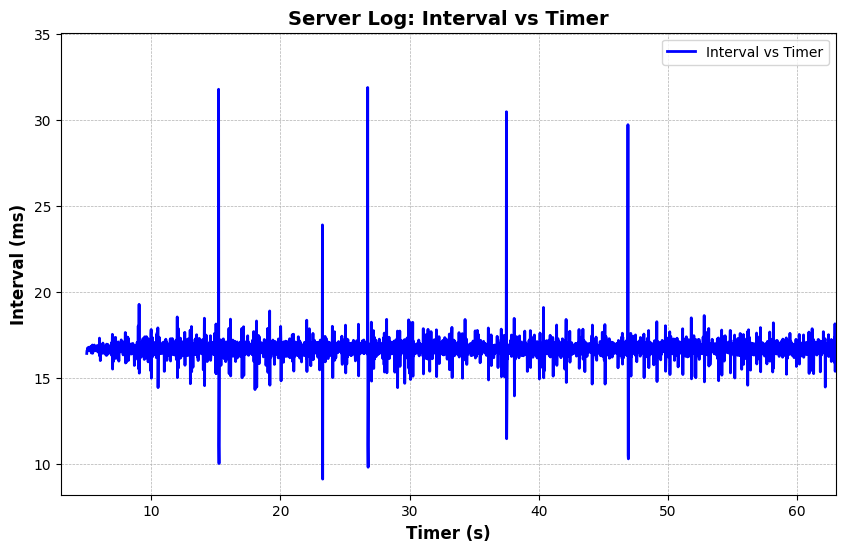 Server Log: Interval vs Timer
Interval vs Timer
35
30
25
20
15
10
Interval (ms)
10 20 30 40 50 60
Timer (s)